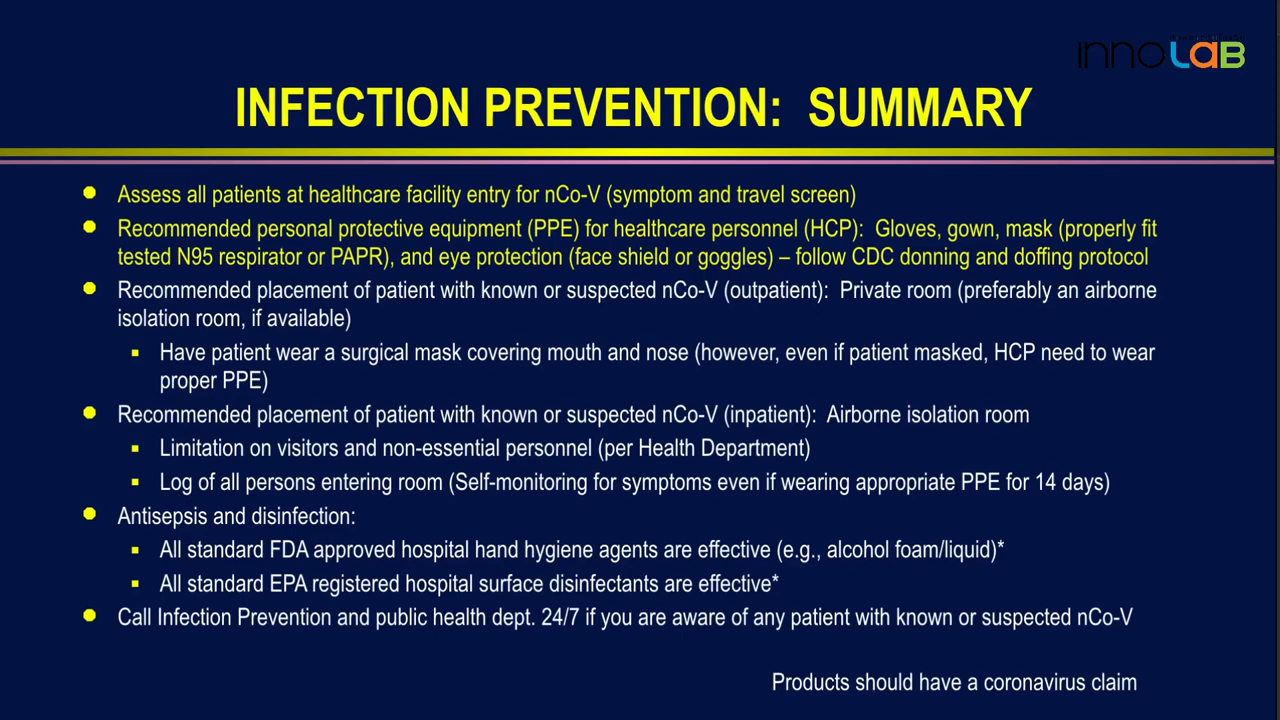 innoLaB
INFECTION PREVENTION: SUMMARY
Assess all patients at healthcare facility entry for nCo-V (symptom and travel screen)
Recommended personal protective equipment (PPE) for healthcare personnel (HCP): Gloves, gown, mask (properly fit
tested N95 respirator or PAPR), and eye protection (face shield or goggles) – follow CDC donning and doffing protocol
Recommended placement of patient with known or suspected nCo-V (outpatient): Private room (preferably an airborne
isolation room, if available)
Have patient wear a surgical mask covering mouth and nose (however, even if patient masked, HCP need to wear
proper PPE)
Recommended placement of patient with known or suspected nCo-V (inpatient): Airborne isolation room
Limitation on visitors and non-essential personnel (per Health Department)
Log of all persons entering room (Self-monitoring for symptoms even if wearing appropriate PPE for 14 days)
Antisepsis and disinfection:
All standard FDA approved hospital hand hygiene agents are effective (e.g., alcohol foam/liquid)*
All standard EPA registered hospital surface disinfectants are effective*
Call Infection Prevention and public health dept. 24/7 if you are aware of any patient with known or suspected nCo-V
Products should have a coronavirus claim